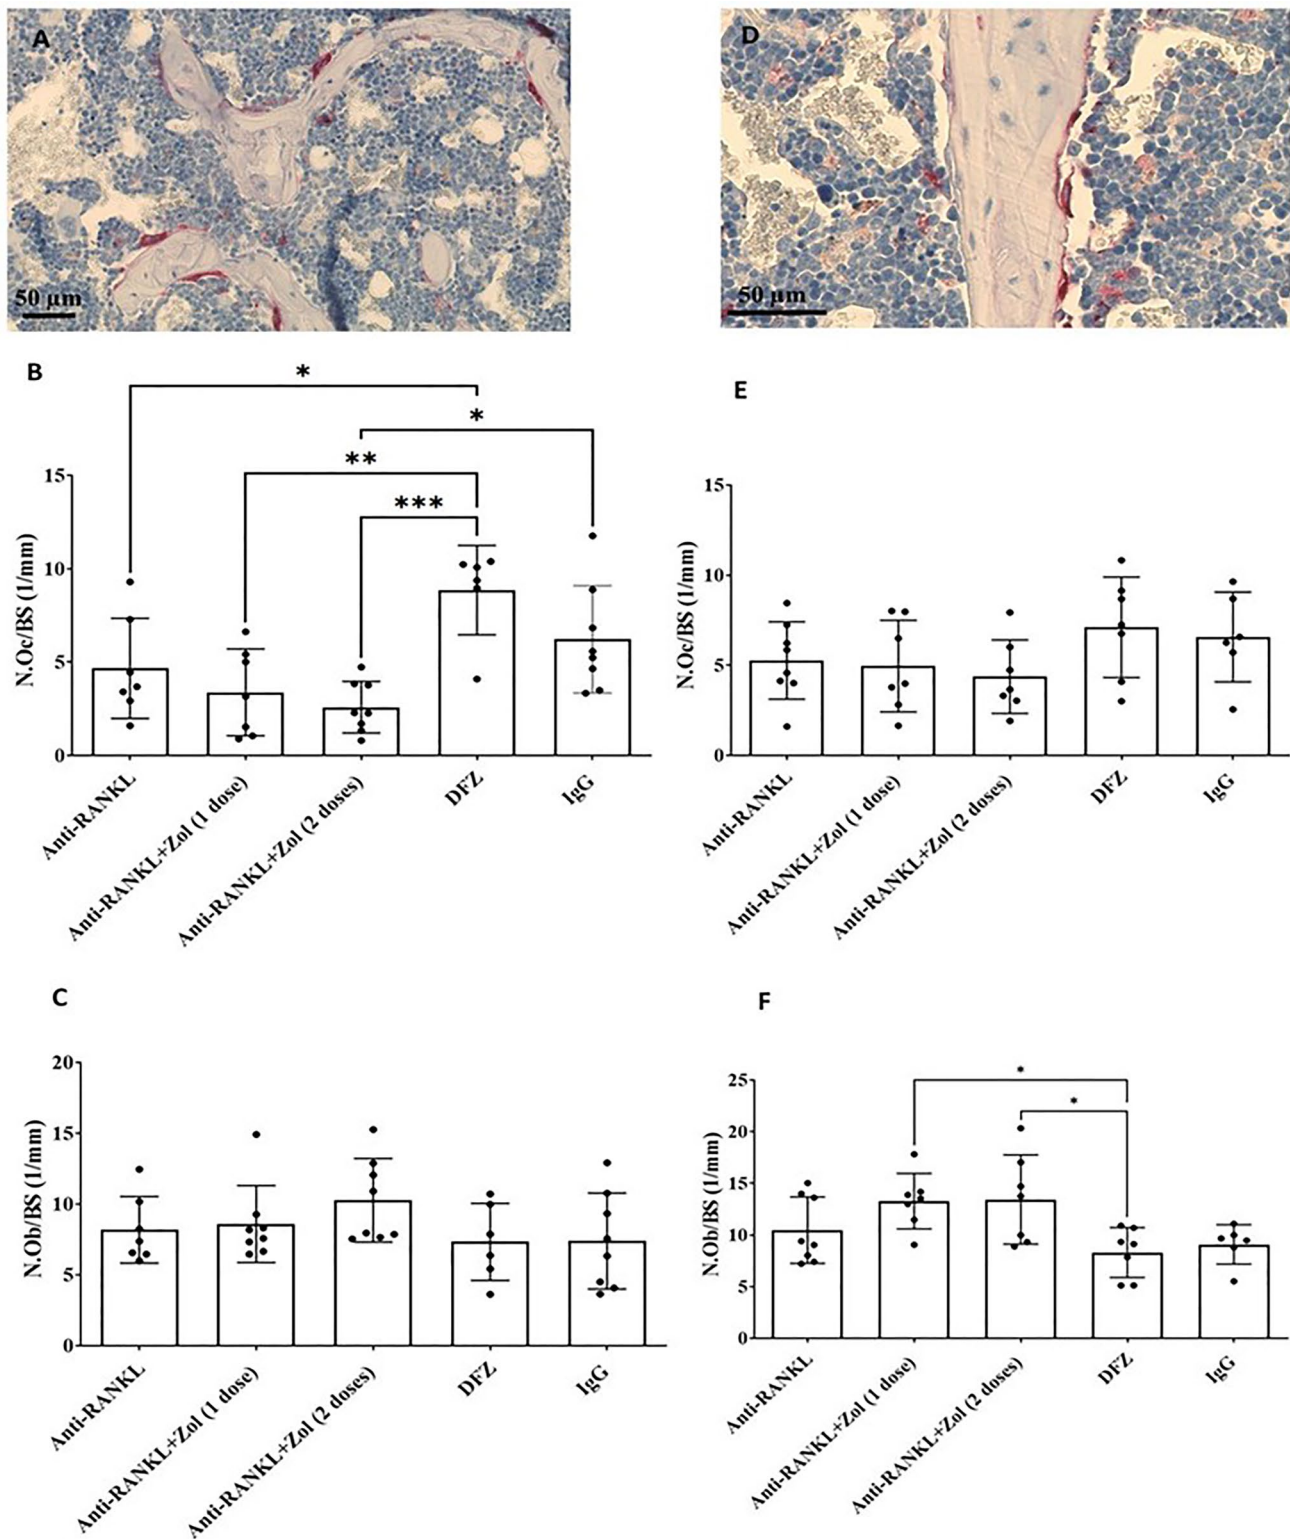 A
50 µm
D
50 µm
B
*
*
**
***
N.Oc/BS (1/mm)
15
10
5
0
Anti-RANKL
Anti-RANKL+Zol (1 dose)
Anti-RANKL+Zol (2 doses)
DFZ
IgG
E
N.Oc/BS (1/mm)
15
10
5
0
Anti-RANKL
Anti-RANKL+Zol (1 dose)
Anti-RANKL+Zol (2 doses)
DFZ
IgG
C
N.Ob/BS (1/mm)
20
15
10
5
0
Anti-RANKL
Anti-RANKL+Zol (1 dose)
Anti-RANKL+Zol (2 doses)
DFZ
IgG
F
*
*
N.Ob/BS (1/mm)
25
20
15
10
5
0
Anti-RANKL
Anti-RANKL+Zol (1 dose)
Anti-RANKL+Zol (2 doses)
DFZ
IgG